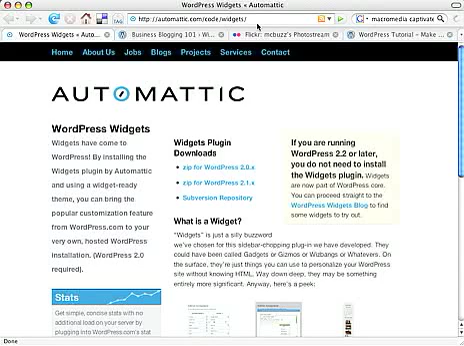 WordPress Widgets « Automattic
http://automattic.com/code/widgets/
macromedia captivate
WordPress Widgets « Auto...
Business Blogging 101 › Wi...
Flickr: mcbuzz's Photostream
WordPress Tutorial – Make ...
Home About Us Jobs Blogs Projects Services Contact
AUTOMATTIC
WordPress Widgets
Widgets have come to
WordPress! By installing the
Widgets plugin by Automattic
and using a widget-ready
theme, you can bring the
popular customization feature
from WordPress.com to your
very own, hosted WordPress
installation. (WordPress 2.0
required).
Stats
Get simple, concise stats with no
additional load on your server by
plugging into WordPress.com's stat
Widgets Plugin
Downloads
zip for WordPress 2.0.x
zip for WordPress 2.1.x
Subversion Repository
If you are running
WordPress 2.2 or later,
you do not need to install
the Widgets plugin. Widgets
are now part of WordPress core.
You can proceed straight to the
WordPress Widgets Blog to find
some widgets to try out.
What is a Widget?
"Widgets" is just a silly buzzword
we've chosen for this sidebar-chopping plug-in we have developed. They
could have been called Gadgets or Gizmos or Wubangs or Whatevers. On
the surface, they're just things you can use to personalize your WordPress
site without knowing HTML. Way down deep, they may be something
entirely more significant. Anyway, here's a peek:
Done